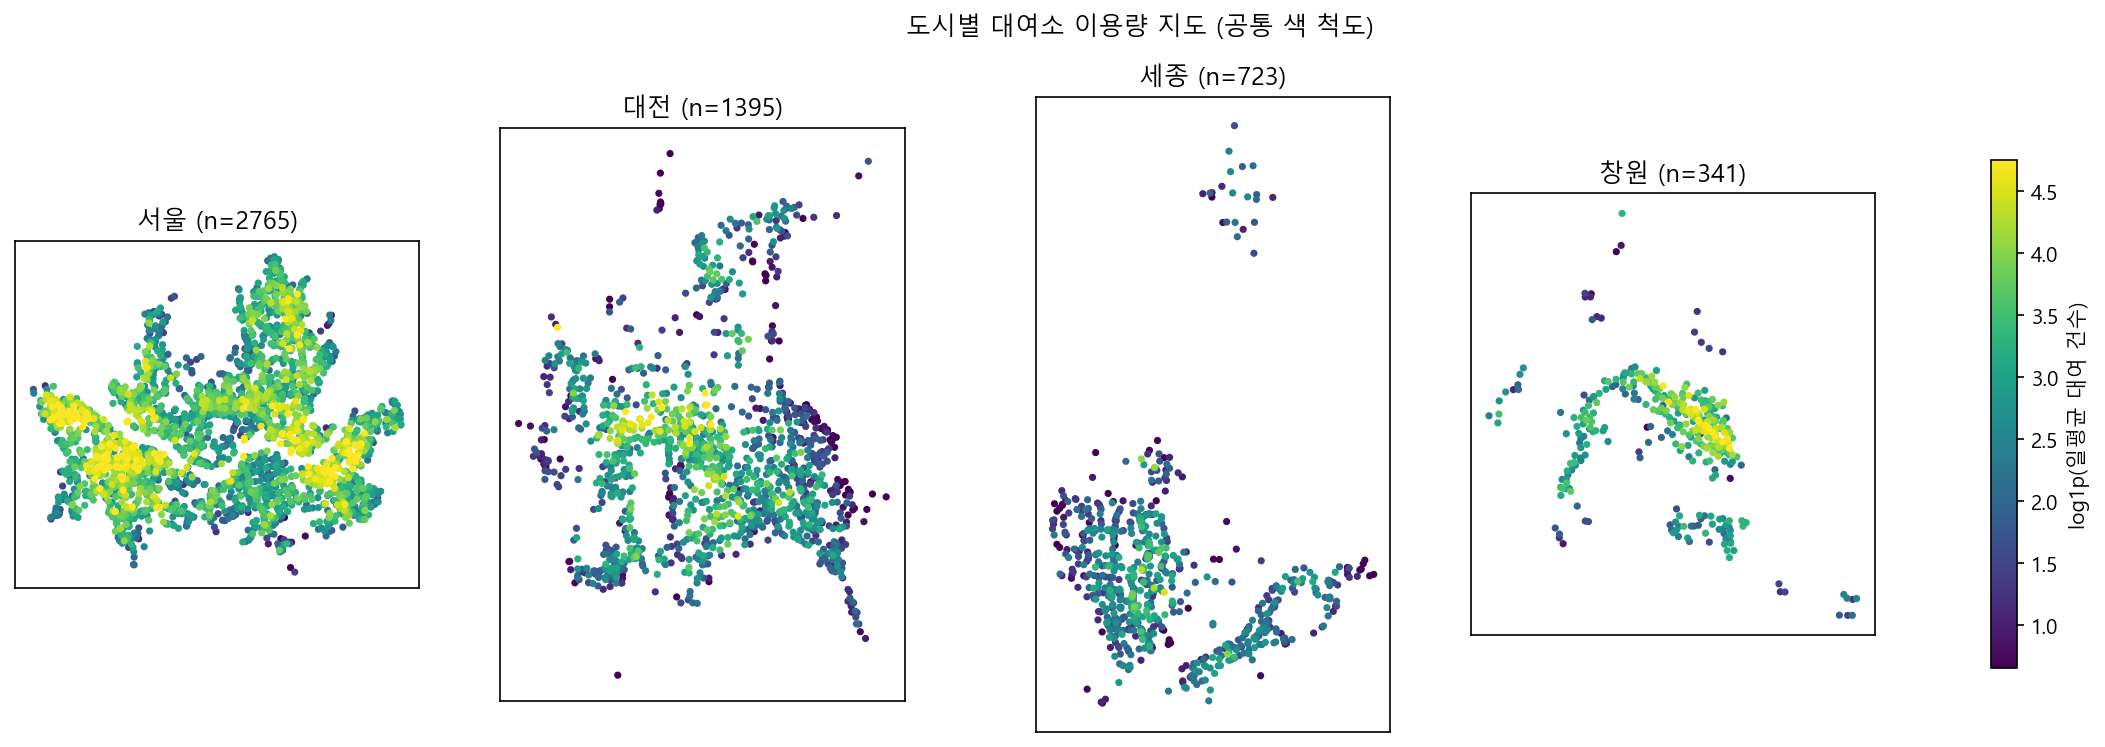 도시별 대여소 이용량 지도 (공통 색 척도)
서울 (n=2765)
대전 (n=1395)
세종 (n=723)
창원 (n=341)
4.5
4.0
3.5
3.0
2.5
2.0
1.5
1.0
log1p(일평균 대여 건수)